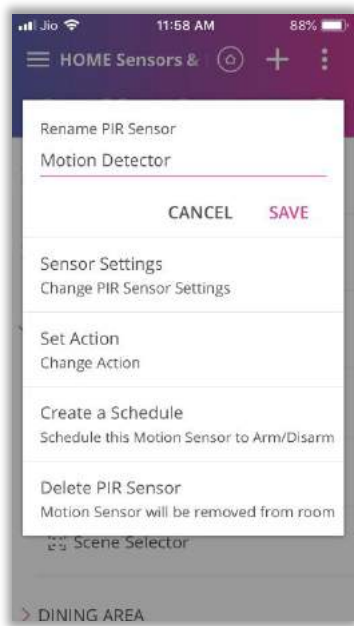 Jio 11:58 AM 88%
HOME Sensors &
Rename PIR Sensor
Motion Detector
CANCEL SAVE
Sensor Settings
Change PIR Sensor Settings
Set Action
Change Action
Create a Schedule
Schedule this Motion Sensor to Arm/Disarm
Delete PIR Sensor
Motion Sensor will be removed from room
Scene Selector
> DINING AREA